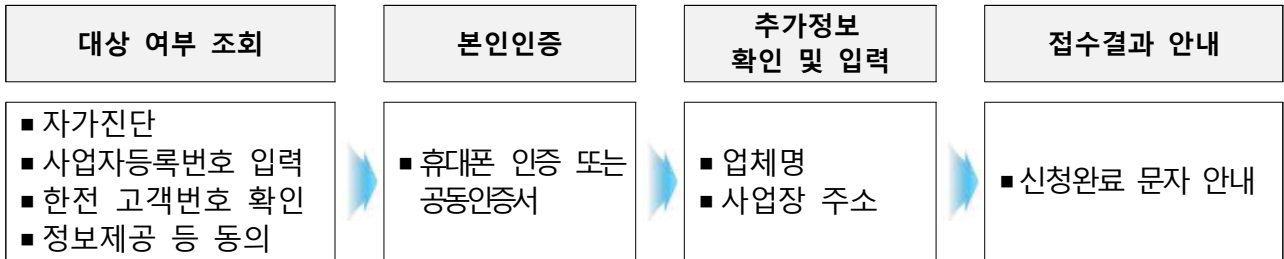 대상 여부 조회
본인인증
추가정보
확인 및 입력
접수결과 안내
▪ 자가진단
▪ 사업자등록번호 입력
▪ 한전 고객번호 확인
▪ 정보제공 등 동의
▪ 휴대폰 인증 또는
공동인증서
▪ 업체명
▪ 사업장 주소
▪ 신청완료 문자 안내